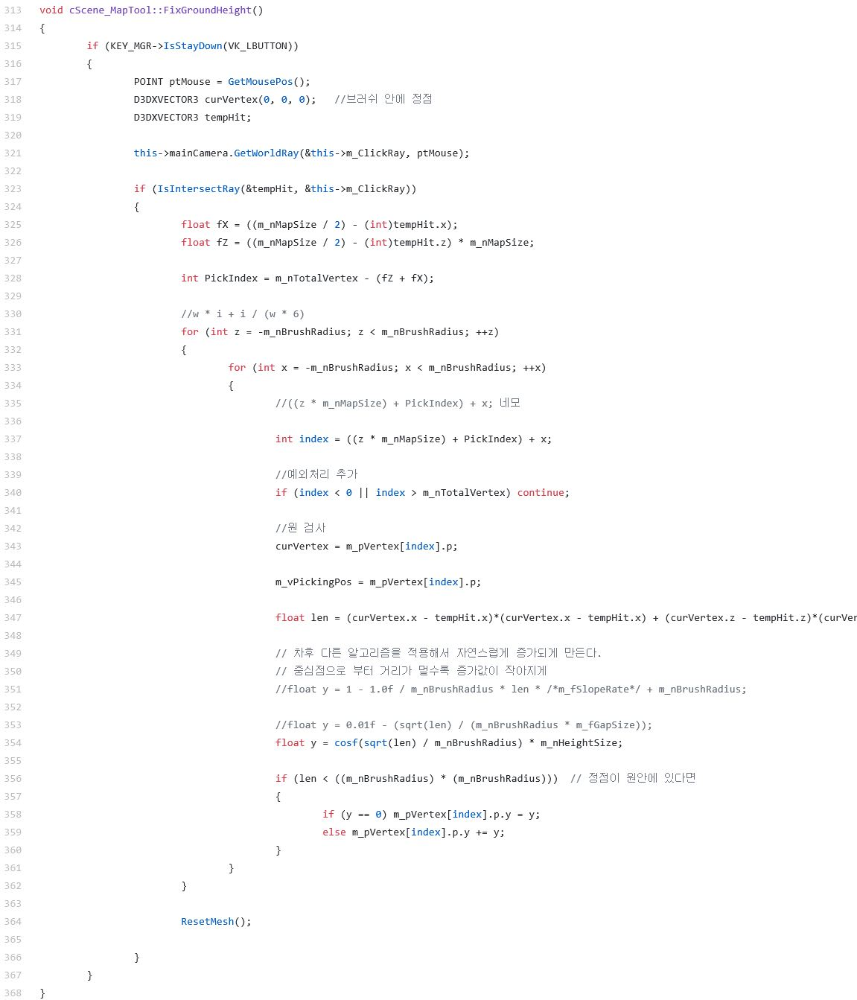 313 void cScene_MapTool::FixGroundHeight()
314 {
315 if (KEY_MGR->IsStayDown(VK_LBUTTON))
316 {
317 POINT ptMouse = GetMousePos();
318 D3DXVECTOR3 curVertex(0, 0, 0); //브러쉬 안에 정점
319 D3DXVECTOR3 tempHit;
320
321 this->mainCamera.GetWorldRay(&this->m_ClickRay, ptMouse);
322
323 if (IsIntersectRay(&tempHit, &this->m_ClickRay))
324 {
325 float fX = ((m_nMapSize / 2) - (int)tempHit.x);
326 float fZ = ((m_nMapSize / 2) - (int)tempHit.z) * m_nMapSize;
327
328 int PickIndex = m_nTotalVertex - (fZ + fX);
329
330 //w * i + i / (w * 6)
331 for (int z = -m_nBrushRadius; z < m_nBrushRadius; ++z)
332 {
333 for (int x = -m_nBrushRadius; x < m_nBrushRadius; ++x)
334 {
335 //((z * m_nMapSize) + PickIndex) + x; 네모
336
337 int index = ((z * m_nMapSize) + PickIndex) + x;
338
339 //예외처리 추가
340 if (index < 0 || index > m_nTotalVertex) continue;
341
342 //원 검사
343 curVertex = m_pVertex[index].p;
344
345 m_vPickingPos = m_pVertex[index].p;
346
347 float len = (curVertex.x - tempHit.x)*(curVertex.x - tempHit.x) + (curVertex.z - tempHit.z)*(curVer
348
349 // 차후 다른 알고리즘을 적용해서 자연스럽게 증가되게 만든다.
350 // 중심점으로 부터 거리가 멀수록 증가값이 작아지게
351 //float y = 1 - 1.0f / m_nBrushRadius * len * /*m_fSlopeRate*/ + m_nBrushRadius;
352
353 //float y = 0.01f - (sqrt(len) / (m_nBrushRadius * m_fGapSize));
354 float y = cosf(sqrt(len) / m_nBrushRadius) * m_nHeightSize;
355
356 if (len < ((m_nBrushRadius) * (m_nBrushRadius))) // 정점이 원안에 있다면
357 {
358 if (y == 0) m_pVertex[index].p.y = y;
359 else m_pVertex[index].p.y += y;
360 }
361 }
362 }
363
364 ResetMesh();
365
366 }
367 }
368 }